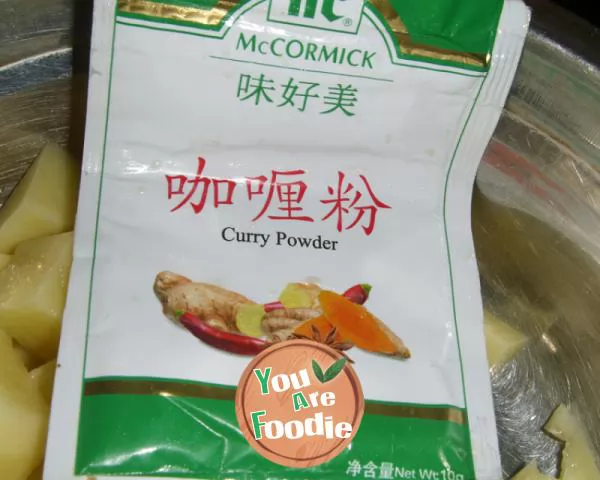 McCORMICK
味好美
咖喱粉
Curry Powder
You
Are
Foodie
净含量Net Wt:10g